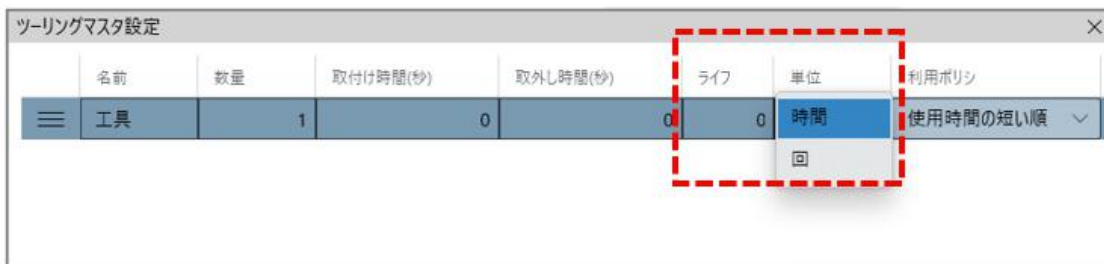 ツーリングマスタ設定
名前 数量 取付け時間(秒) 取外し時間(秒) ライフ 単位 利用ポリシ
工具 1 0 0 0 時間 使用時間の短い順
回